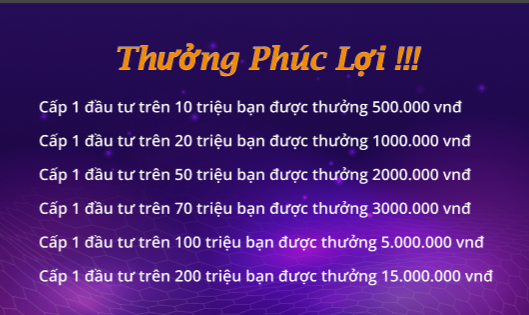 Thưởng Phúc Lợi !!!
Cấp 1 đầu tư trên 10 triệu bạn được thưởng 500.000 vnđ
Cấp 1 đầu tư trên 20 triệu bạn được thưởng 1000.000 vnđ
Cấp 1 đầu tư trên 50 triệu bạn được thưởng 2000.000 vnđ
Cấp 1 đầu tư trên 70 triệu bạn được thưởng 3000.000 vnđ
Cấp 1 đầu tư trên 100 triệu bạn được thưởng 5.000.000 vnđ
Cấp 1 đầu tư trên 200 triệu bạn được thưởng 15.000.000 vnđ